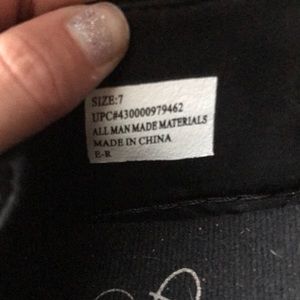 SIZE:7
UPC#430000979462
ALL MAN MADE MATERIALS
MADE IN CHINA
E-R